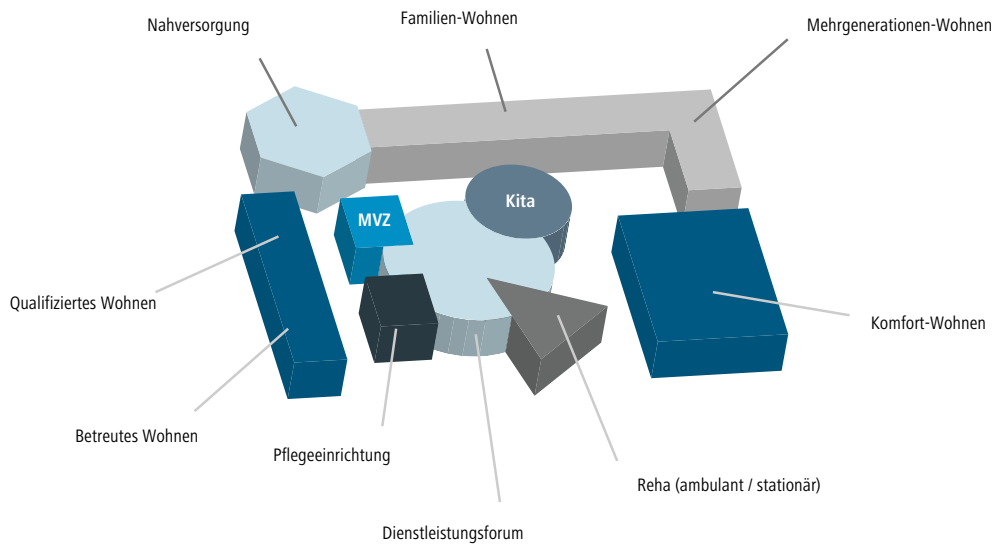 Familien-Wohnen
Nahversorgung
Mehrgenerationen-Wohnen
Kita
MVZ
Qualifiziertes Wohnen
Komfort-Wohnen
Betreutes Wohnen
Pflegeeinrichtung
Reha (ambulant / stationär)
Dienstleistungsforum